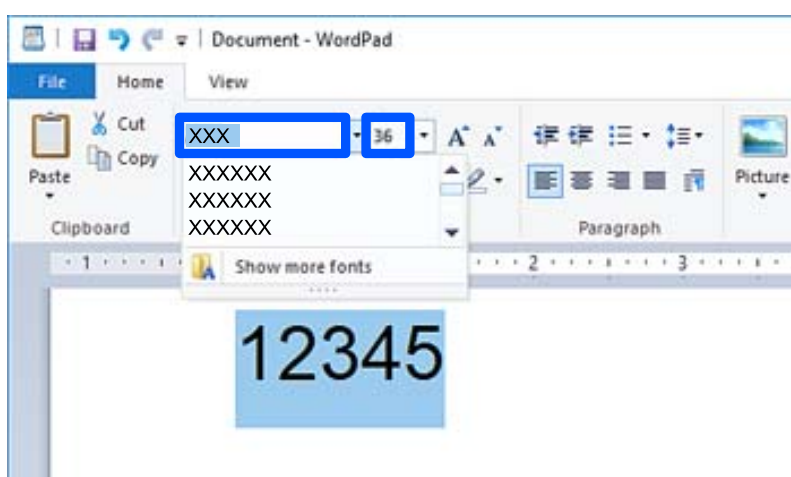 Document - WordPad
File Home View
Cut
Copy
Paste
XXX 36 A A
XXXXXX
XXXXXX
XXXXXX
Show more fonts
Picture
Clipboard Paragraph
1 2 3
12345